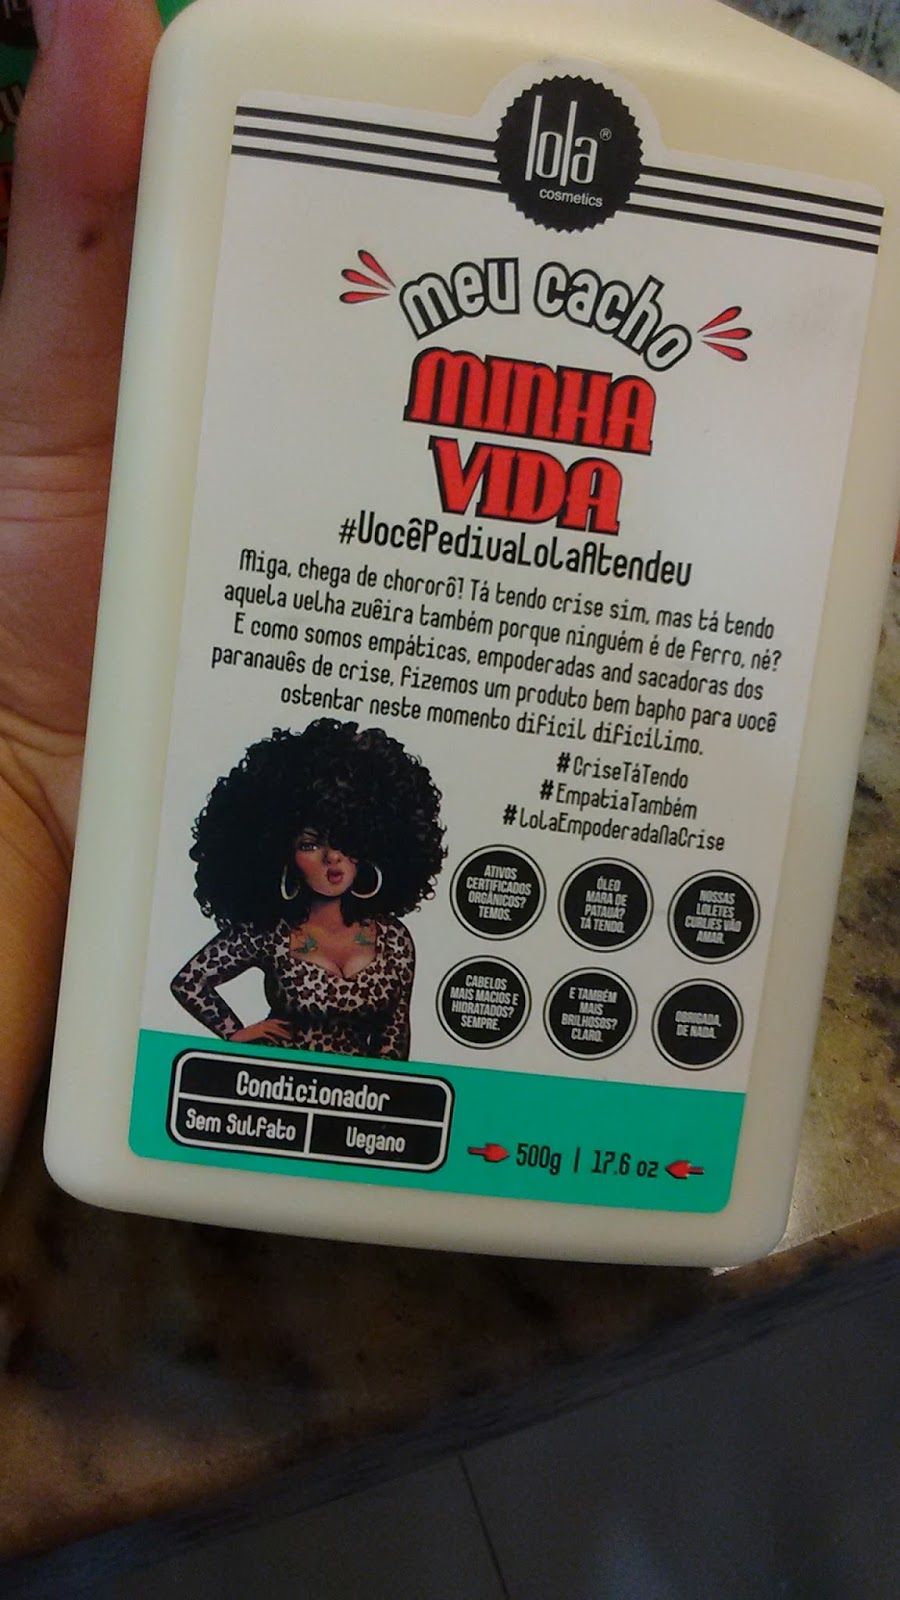 lola®
cosmetics
meu cacho
MINHA
VIDA
#VocêPediuaLolaAtendeu
Miga, chega de chororô! Tá tendo crise sim, mas tá tendo
aquela velha zuêira também porque ninguém é de ferro, né?
E como somos empáticas, empoderadas and sacadoras dos
paranauês de crise, fizemos um produto bem bapho para você
ostentar neste momento difícil dificílimo.
#CriseTáTendo
#EmpatiaTambém
#LolaEmpoderadaNaCrise
ATIVOS
CERTIFICADOS
ORGÂNICOS?
TEMOS.
ÓLEO
MARA DE
PATAUÁ?
TÁ TENDO.
NOSSAS
LOLETES
CURLIES VÃO
AMAR.
CABELOS
MAIS MACIOS E
HIDRATADOS?
SEMPRE.
E TAMBÉM
MAIS
BRILHOSOS?
CLARO.
OBRIGADA,
DE NADA.
Condicionador
Sem Sulfato
Vegano
500g | 17.6 oz